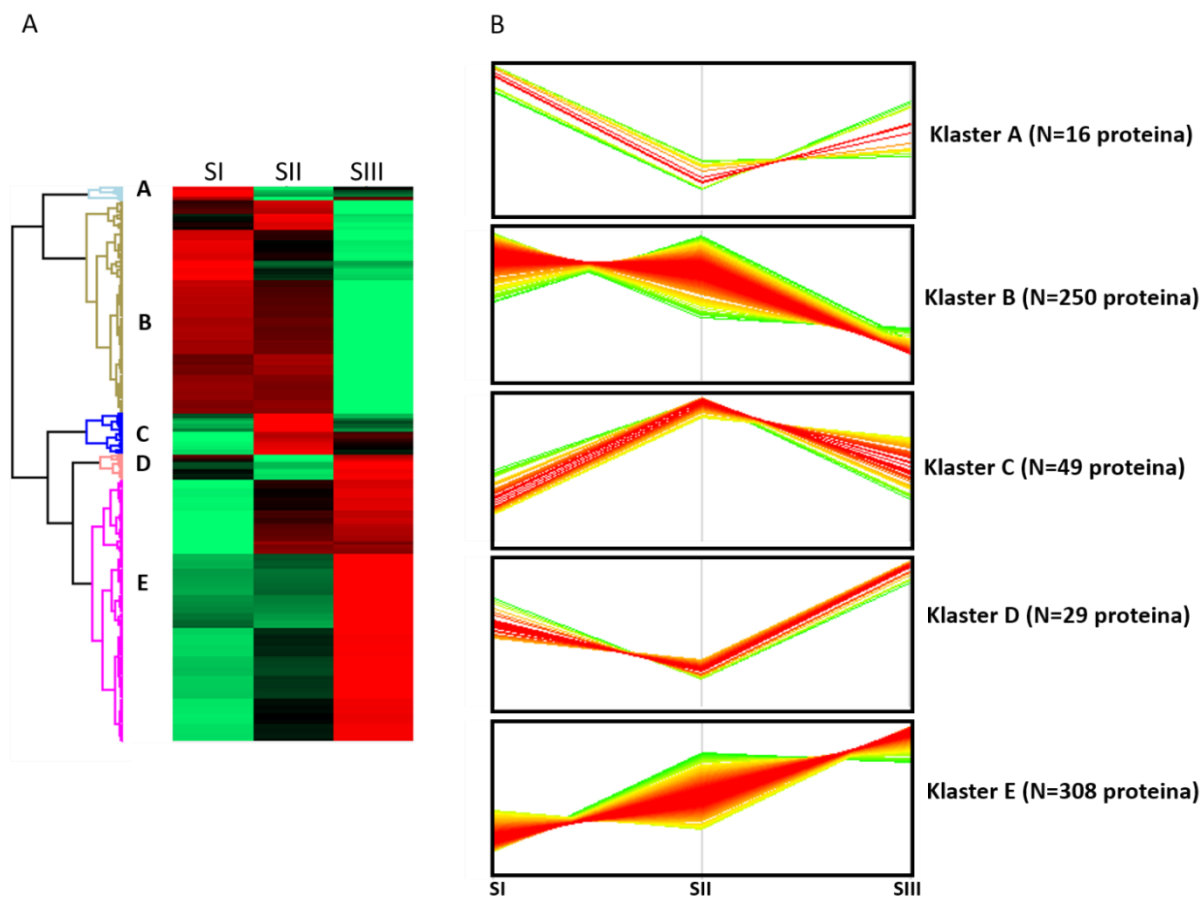 A
B
SI SII SIII
A
B
C
D
E
Klaster A (N=16 proteina)
Klaster B (N=250 proteina)
Klaster C (N=49 proteina)
Klaster D (N=29 proteina)
Klaster E (N=308 proteina)
SI SII SIII